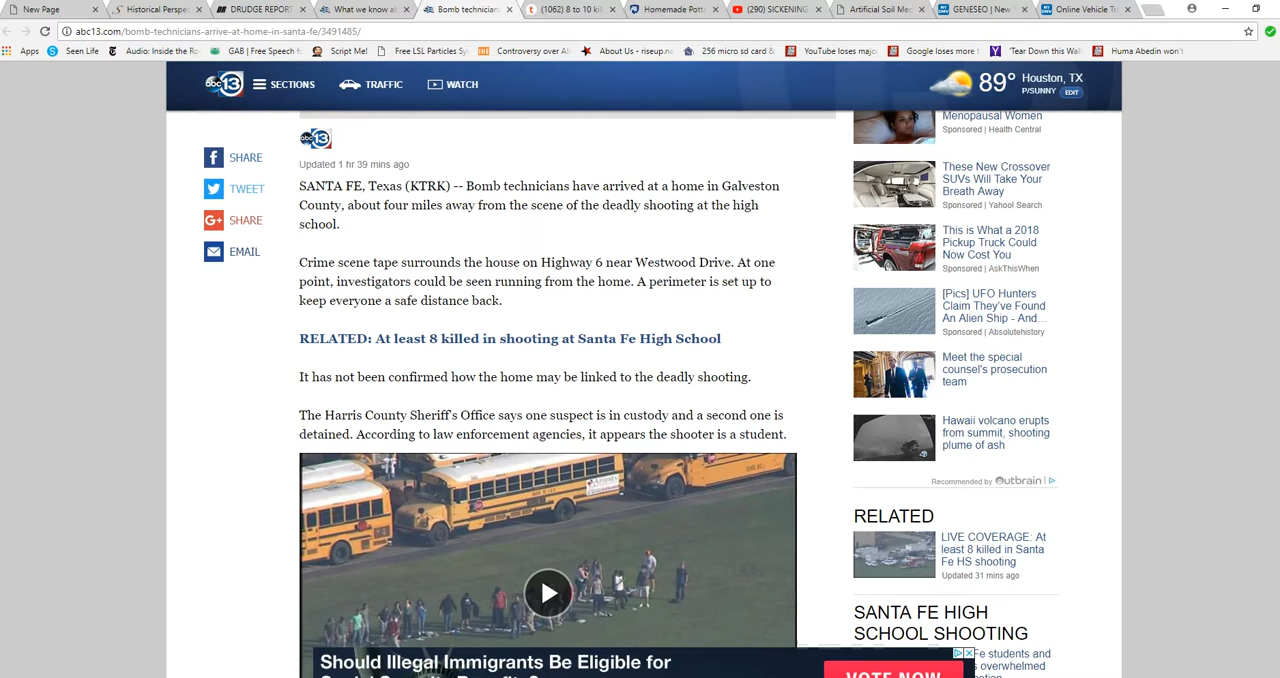 New Page
Historical Perspe
DRUDGE REPORT
What we know a
Bomb technician
(1062) 8 to 10 kil
Homemade Potti
(290) SICKENING
Artificial Soil Med
GENESEO | New
Online Vehicle Tr
abc13.com/bomb-technicians-arrive-at-home-in-santa-fe/3491485/
Apps
Seen Life
Audio: Inside the Ro
GAB | Free Speech fo
Script Me!
Free LSL Particles Sy
Controversy over Al
About Us - riseup.ne
256 micro sd card &
YouTube loses majo
Google loses more t
'Tear Down this Wal
Huma Abedin won't
abc 13
SECTIONS
TRAFFIC
WATCH
89° Houston, TX
P/SUNNY EDIT
abc 13
SHARE
TWEET
SHARE
EMAIL
Updated 1 hr 39 mins ago
SANTA FE, Texas (KTRK) -- Bomb technicians have arrived at a home in Galveston
County, about four miles away from the scene of the deadly shooting at the high
school.
Crime scene tape surrounds the house on Highway 6 near Westwood Drive. At one
point, investigators could be seen running from the home. A perimeter is set up to
keep everyone a safe distance back.
RELATED: At least 8 killed in shooting at Santa Fe High School
It has not been confirmed how the home may be linked to the deadly shooting.
The Harris County Sheriff's Office says one suspect is in custody and a second one is
detained. According to law enforcement agencies, it appears the shooter is a student.
Menopausal Women
Sponsored | Health Central
These New Crossover
SUVs Will Take Your
Breath Away
Sponsored | Yahoo! Search
This is What a 2018
Pickup Truck Could
Now Cost You
Sponsored | AskThisWhen
[Pics] UFO Hunters
Claim They've Found
An Alien Ship - And...
Sponsored | Absolutehistory
Meet the special
counsel's prosecution
team
Hawaii volcano erupts
from summit, shooting
plume of ash
Recommended by Outbrain
RELATED
LIVE COVERAGE: At
least 8 killed in Santa
Fe HS shooting
Updated 31 mins ago
SANTA FE HIGH
SCHOOL SHOOTING
Fe students and
s overwhelmed
Should Illegal Immigrants Be Eligible for
VOTE NOW